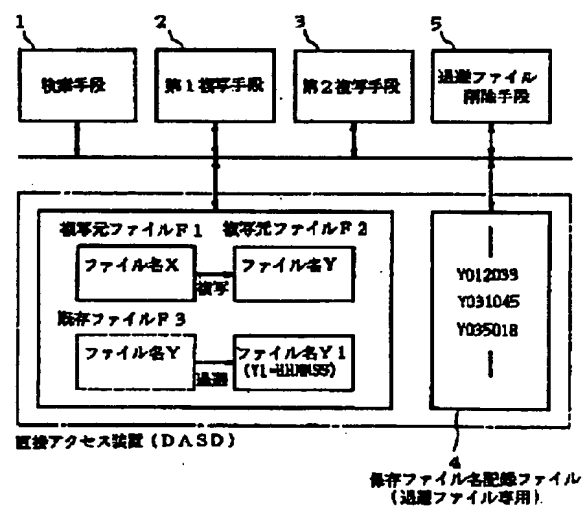 1
2
3
5
検索手段
第1複写手段
第2複写手段
退避ファイル
削除手段
複写元ファイルF1
複写元ファイルF2
ファイル名X
複写
ファイル名Y
既存ファイルF3
ファイル名Y
退避
ファイル名Y1
(Y1=HHMMSS)
Y012033
Y031045
Y035018
直接アクセス装置(DASD)
4
保存ファイル名記録ファイル
(退避ファイル専用)